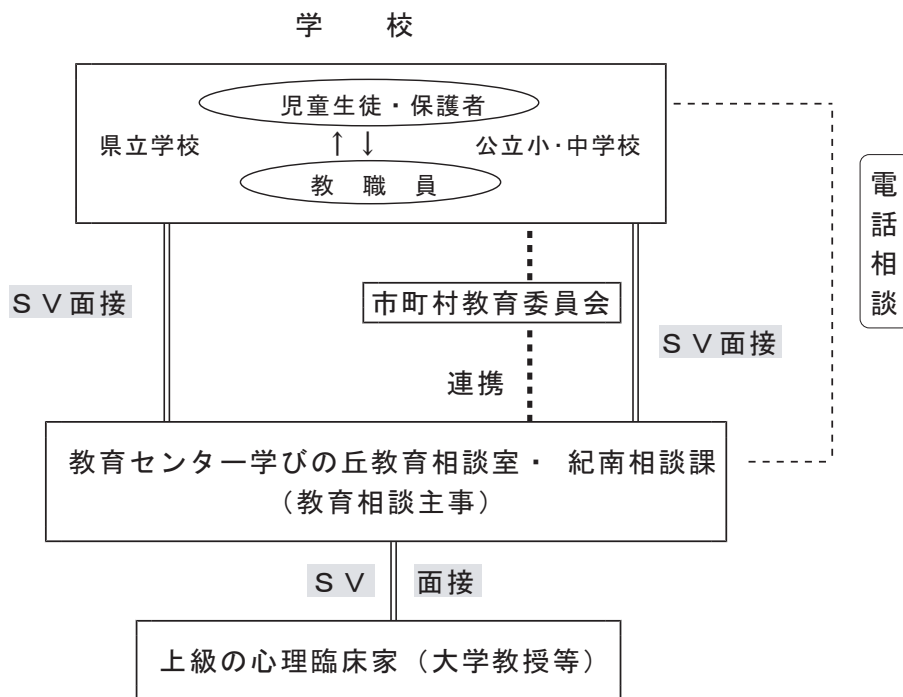 学　校
児童生徒・保護者
県立学校
↑ ↓
公立小・中学校
教　職　員
電話相談
ＳＶ面接
市町村教育委員会
ＳＶ面接
連携
教育センター学びの丘教育相談室・ 紀南相談課
（教育相談主事）
ＳＶ 面接
上級の心理臨床家（大学教授等）